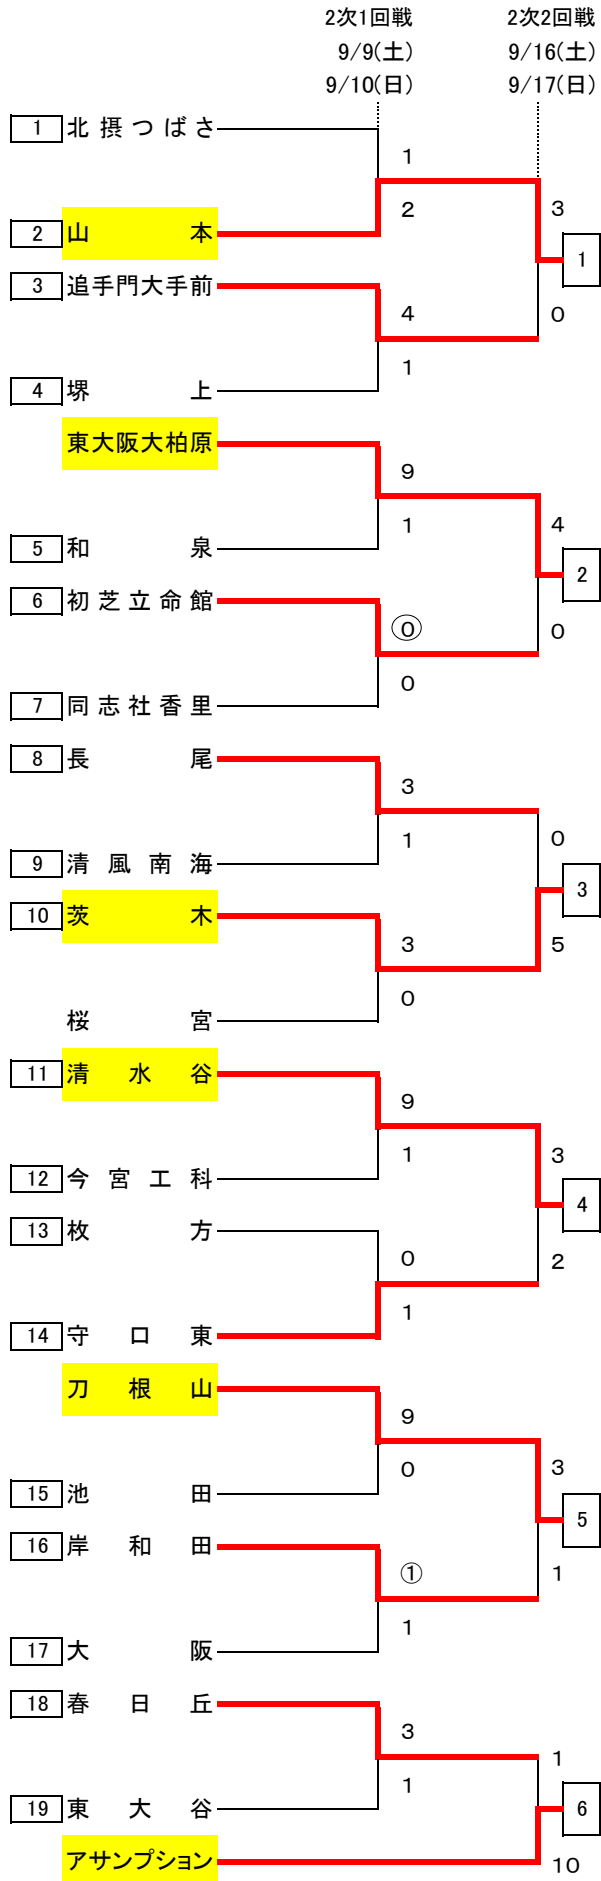 2次1回戦 2次2回戦
9/9(土) 9/16(土)
9/10(日) 9/17(日)
1 北摂つばさ
1
2 3
2 山本
1
3 追手門大手前
4 0
1
4 堺上
東大阪大柏原
9
1 4
5 和泉
2
6 初芝立命館
⓪ 0
0
7 同志社香里
8 長尾
3
1 0
9 清風南海
3
10 茨木
3 5
0
桜宮
11 清水谷
9
1 3
12 今宮工科
4
13 枚方
0 2
1
14 守口東
刀根山
9
0 3
15 池田
5
16 岸和田
① 1
1
17 大阪
18 春日丘
3
1 1
19 東大谷
6
アサンプション
10